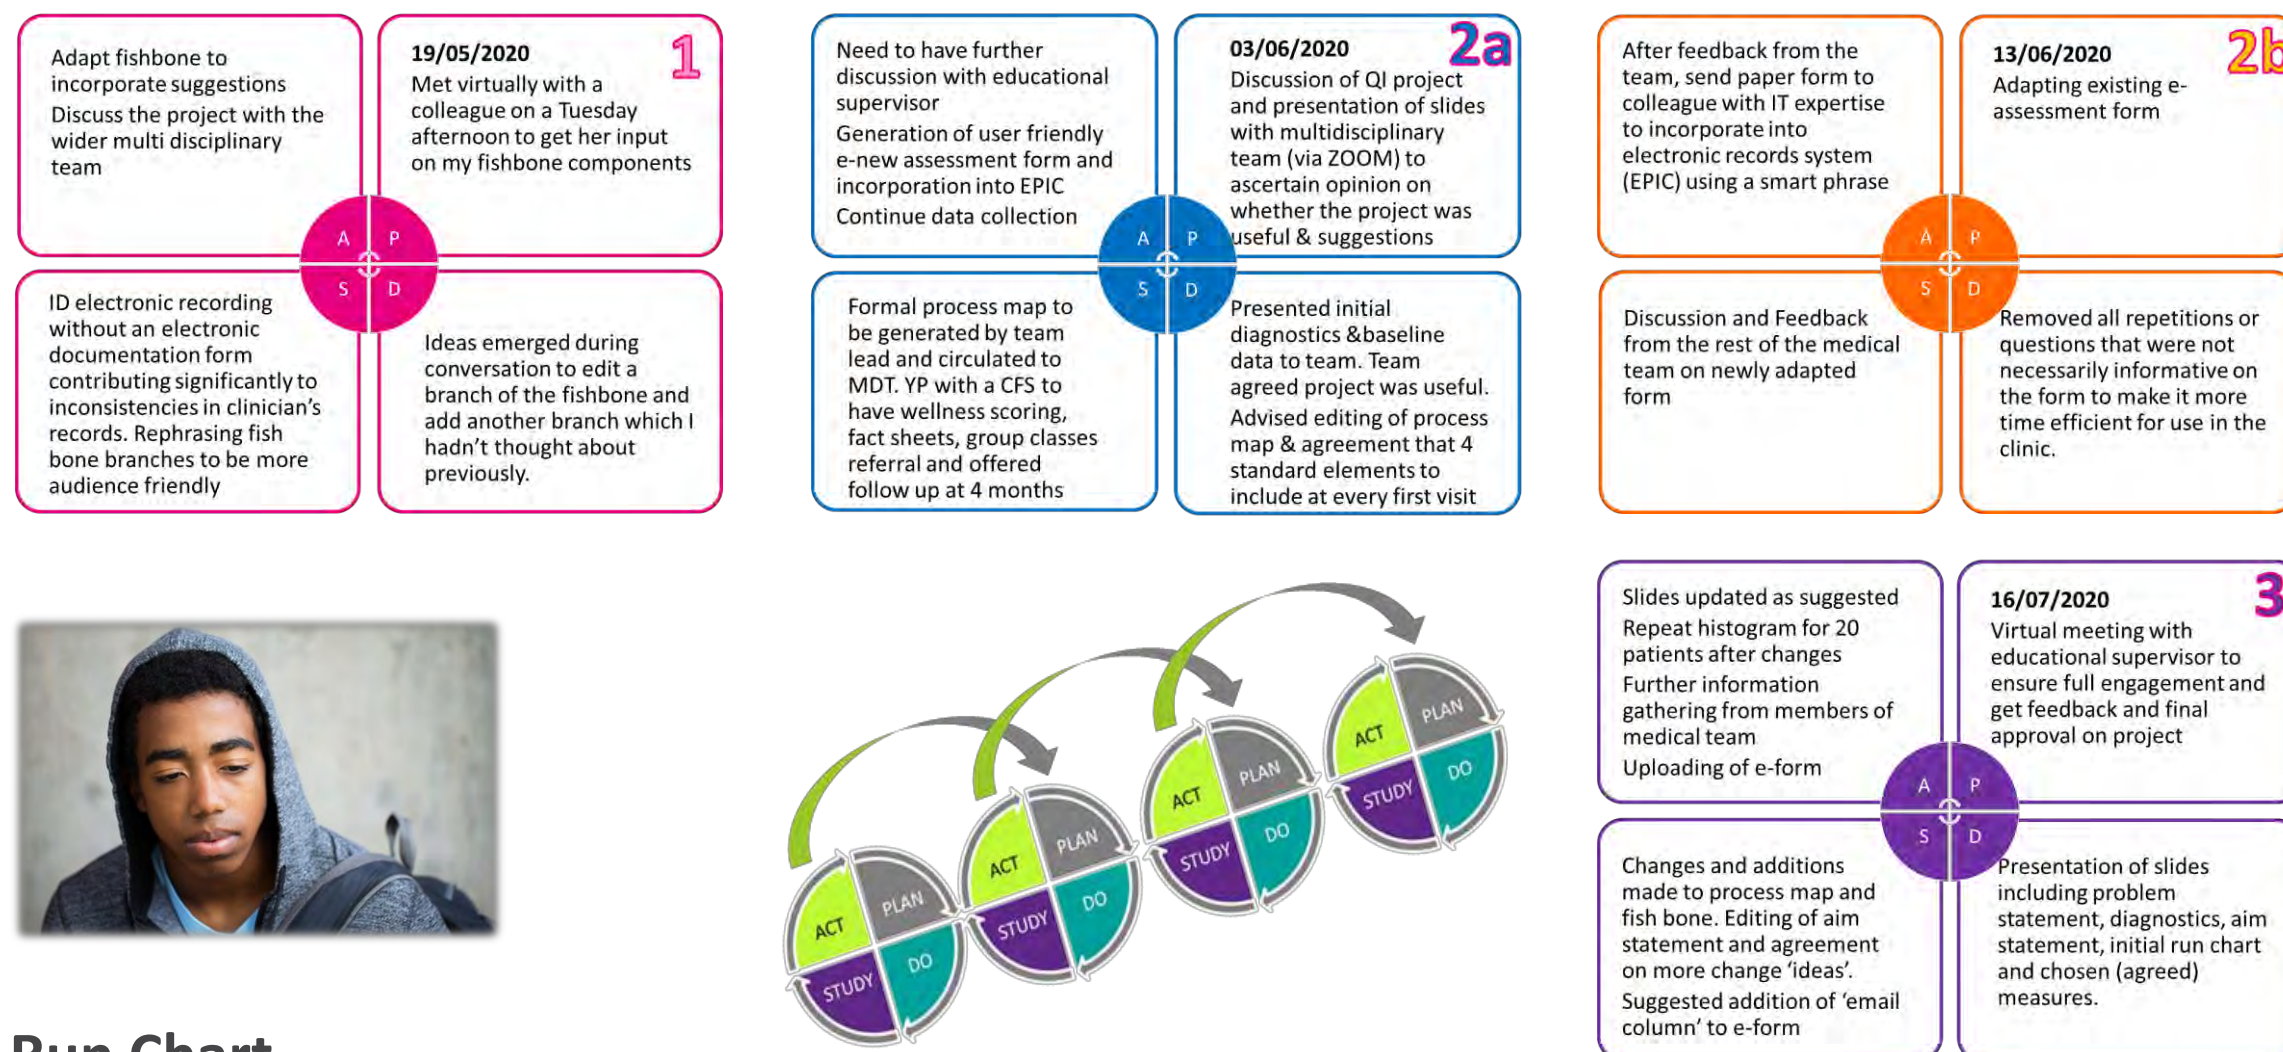 Adapt fishbone to
incorporate suggestions
Discuss the project with the
wider multi disciplinary
team
19/05/2020
1
Met virtually with a
colleague on a Tuesday
afternoon to get her input
on my fishbone components
A
P
S
D
ID electronic recording
without an electronic
documentation form
contributing significantly to
inconsistencies in clinician's
records. Rephrasing fish
bone branches to be more
audience friendly
Ideas emerged during
conversation to edit a
branch of the fishbone and
add another branch which I
hadn't thought about
previously.
Need to have further
discussion with educational
supervisor
Generation of user friendly
e-new assessment form and
incorporation into EPIC
Continue data collection
03/06/2020
2a
Discussion of QI project
and presentation of slides
with multidisciplinary
team (via ZOOM) to
ascertain opinion on
whether the project was
useful & suggestions
A
P
S
D
Formal process map to
be generated by team
lead and circulated to
MDT. YP with a CFS to
have wellness scoring,
fact sheets, group classes
referral and offered
follow up at 4 months
Presented initial
diagnostics &baseline
data to team. Team
agreed project was useful.
Advised editing of process
map & agreement that 4
standard elements to
include at every first visit
After feedback from the
team, send paper form to
colleague with IT expertise
to incorporate into
electronic records system
(EPIC) using a smart phrase
13/06/2020
2b
Adapting existing e-
assessment form
A
P
S
D
Discussion and Feedback
from the rest of the medical
team on newly adapted
form
Removed all repetitions or
questions that were not
necessarily informative on
the form to make it more
time efficient for use in the
clinic.
ACT
PLAN
STUDY
DO
ACT
PLAN
STUDY
DO
ACT
PLAN
STUDY
DO
ACT
PLAN
STUDY
DO
Slides updated as suggested
Repeat histogram for 20
patients after changes
Further information
gathering from members of
medical team
Uploading of e-form
16/07/2020
3
Virtual meeting with
educational supervisor to
ensure full engagement and
get feedback and final
approval on project
A
P
S
D
Changes and additions
made to process map and
fish bone. Editing of aim
statement and agreement
on more change 'ideas'.
Suggested addition of 'email
column' to e-form
Presentation of slides
including problem
statement, diagnostics, aim
statement, initial run chart
and chosen (agreed)
measures.
Run Chart